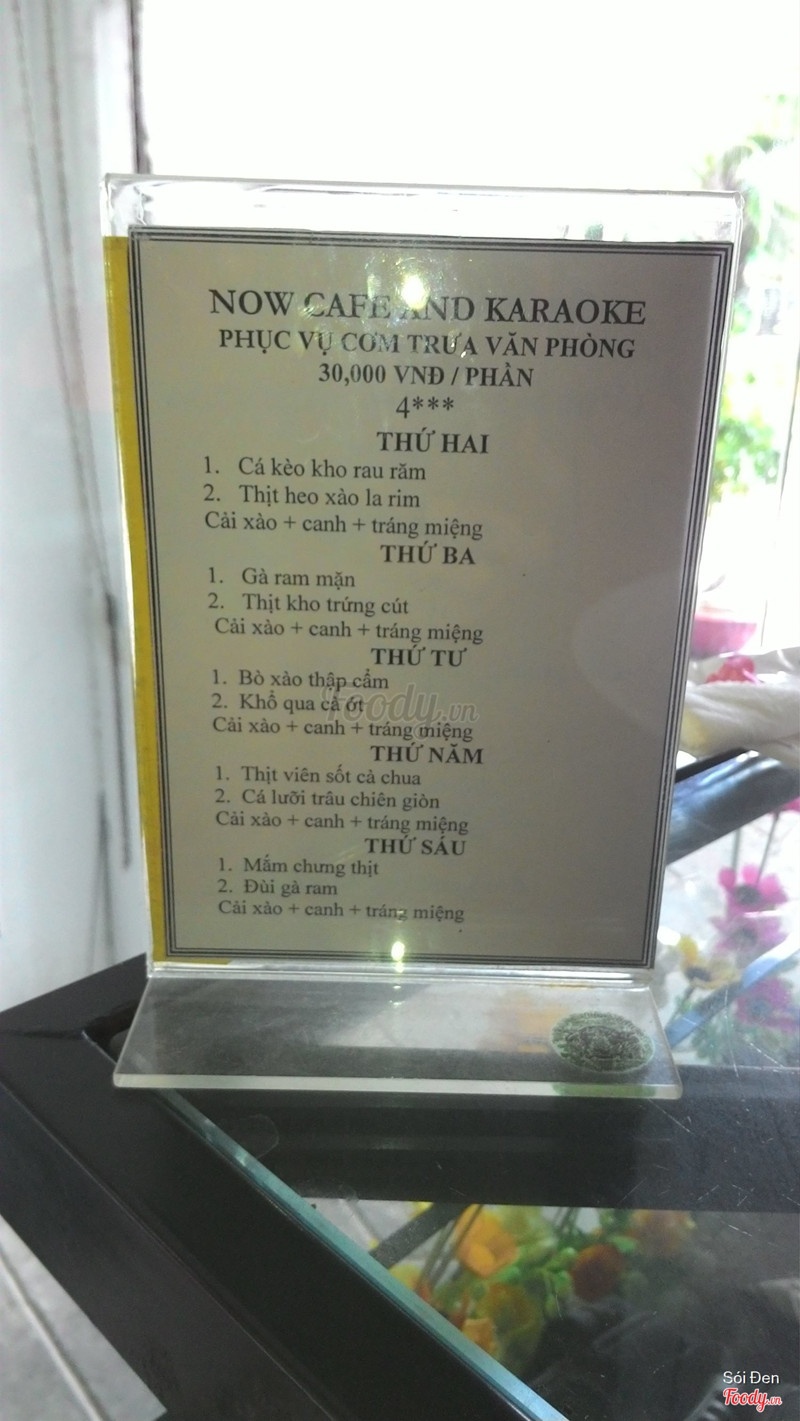 NOW CAFE AND KARAOKE
PHỤC VỤ CƠM TRƯA VĂN PHÒNG
30,000 VNĐ / PHẦN
4***
THỨ HAI
1. Cá kèo kho rau răm
2. Thịt heo xào la rim
Cải xào + canh + tráng miệng
THỨ BA
1. Gà ram mặn
2. Thịt kho trứng cút
Cải xào + canh + tráng miệng
THỨ TƯ
1. Bò xào thập cẩm
2. Khổ qua cà ớt
Cải xào + canh + tráng miệng
THỨ NĂM
1. Thịt viên sốt cà chua
2. Cá lưỡi trâu chiên giòn
Cải xào + canh + tráng miệng
THỨ SÁU
1. Mắm chưng thịt
2. Đùi gà ram
Cải xào + canh + tráng miệng
Foody.vn
Sói Đen
Foody.vn